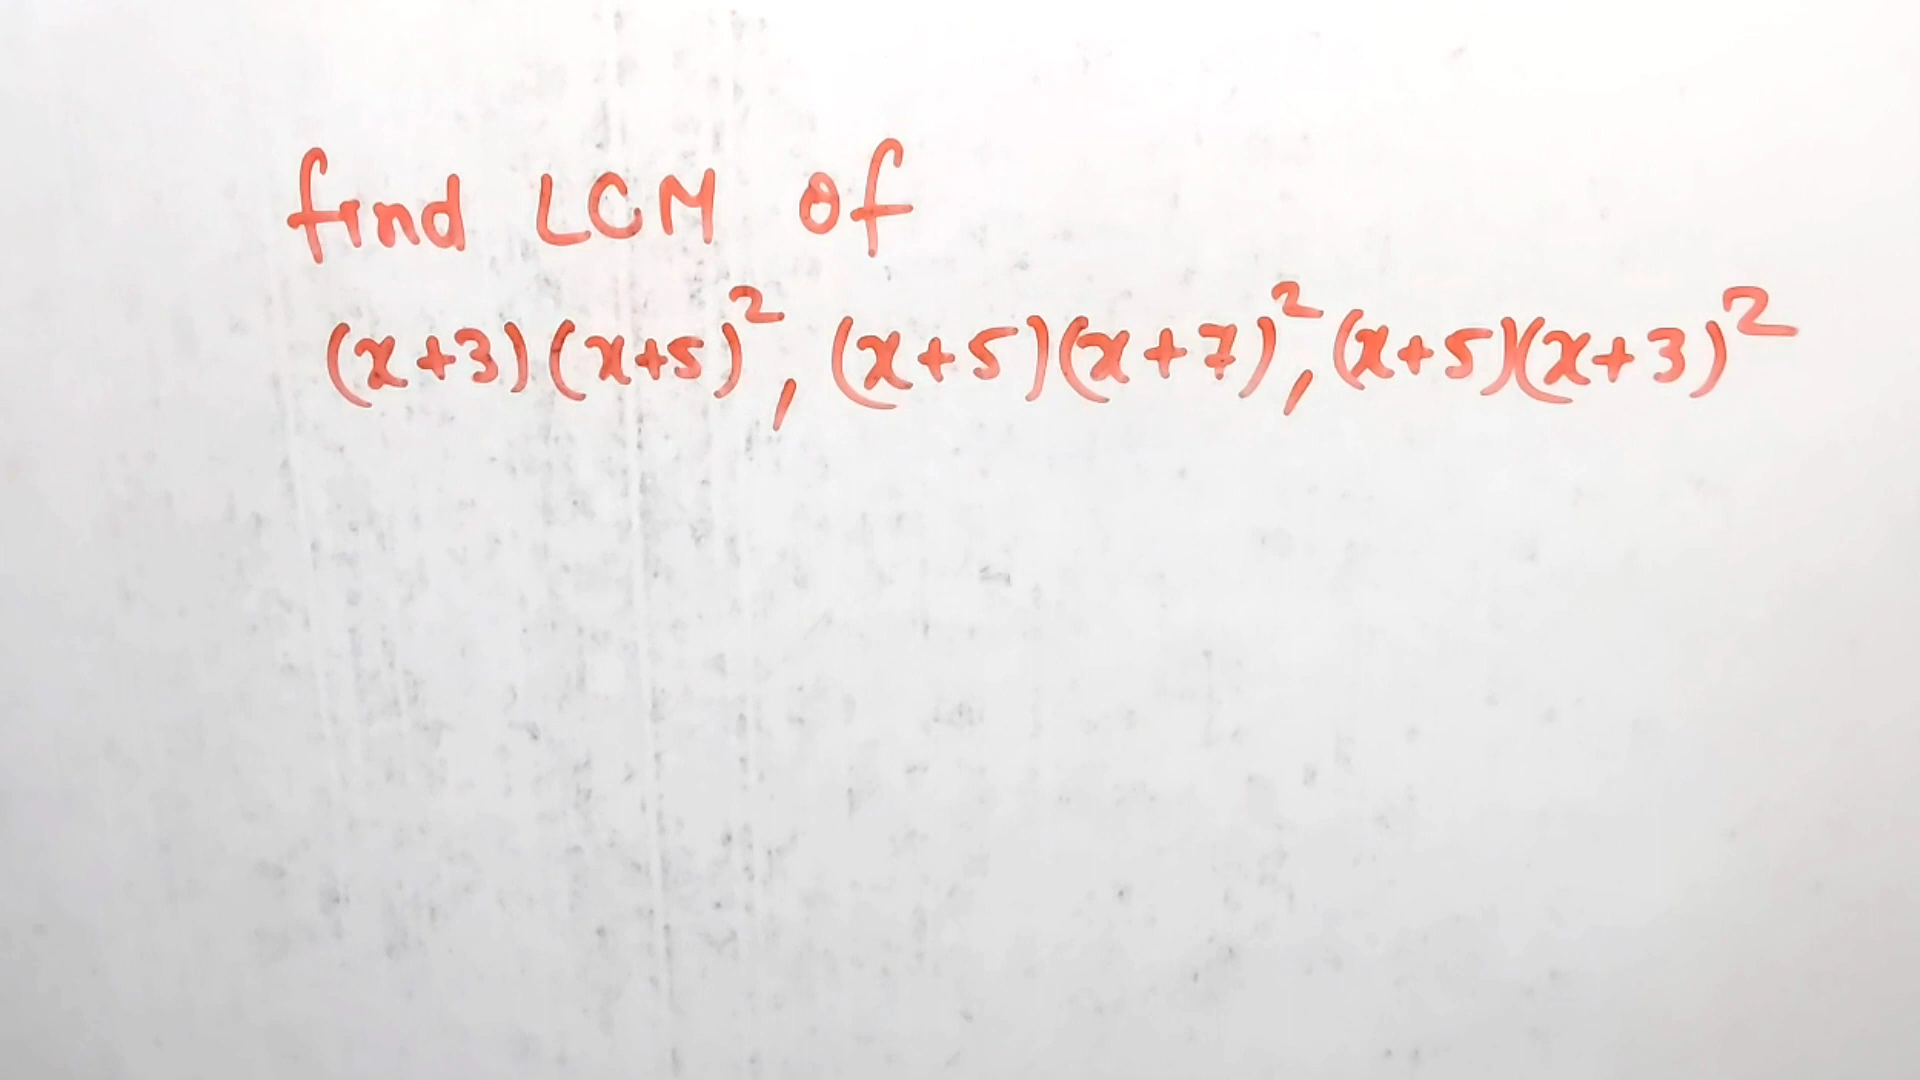 find LCM of
(x+3)(x+5)², (x+5)(x+7)², (x+5)(x+3)²